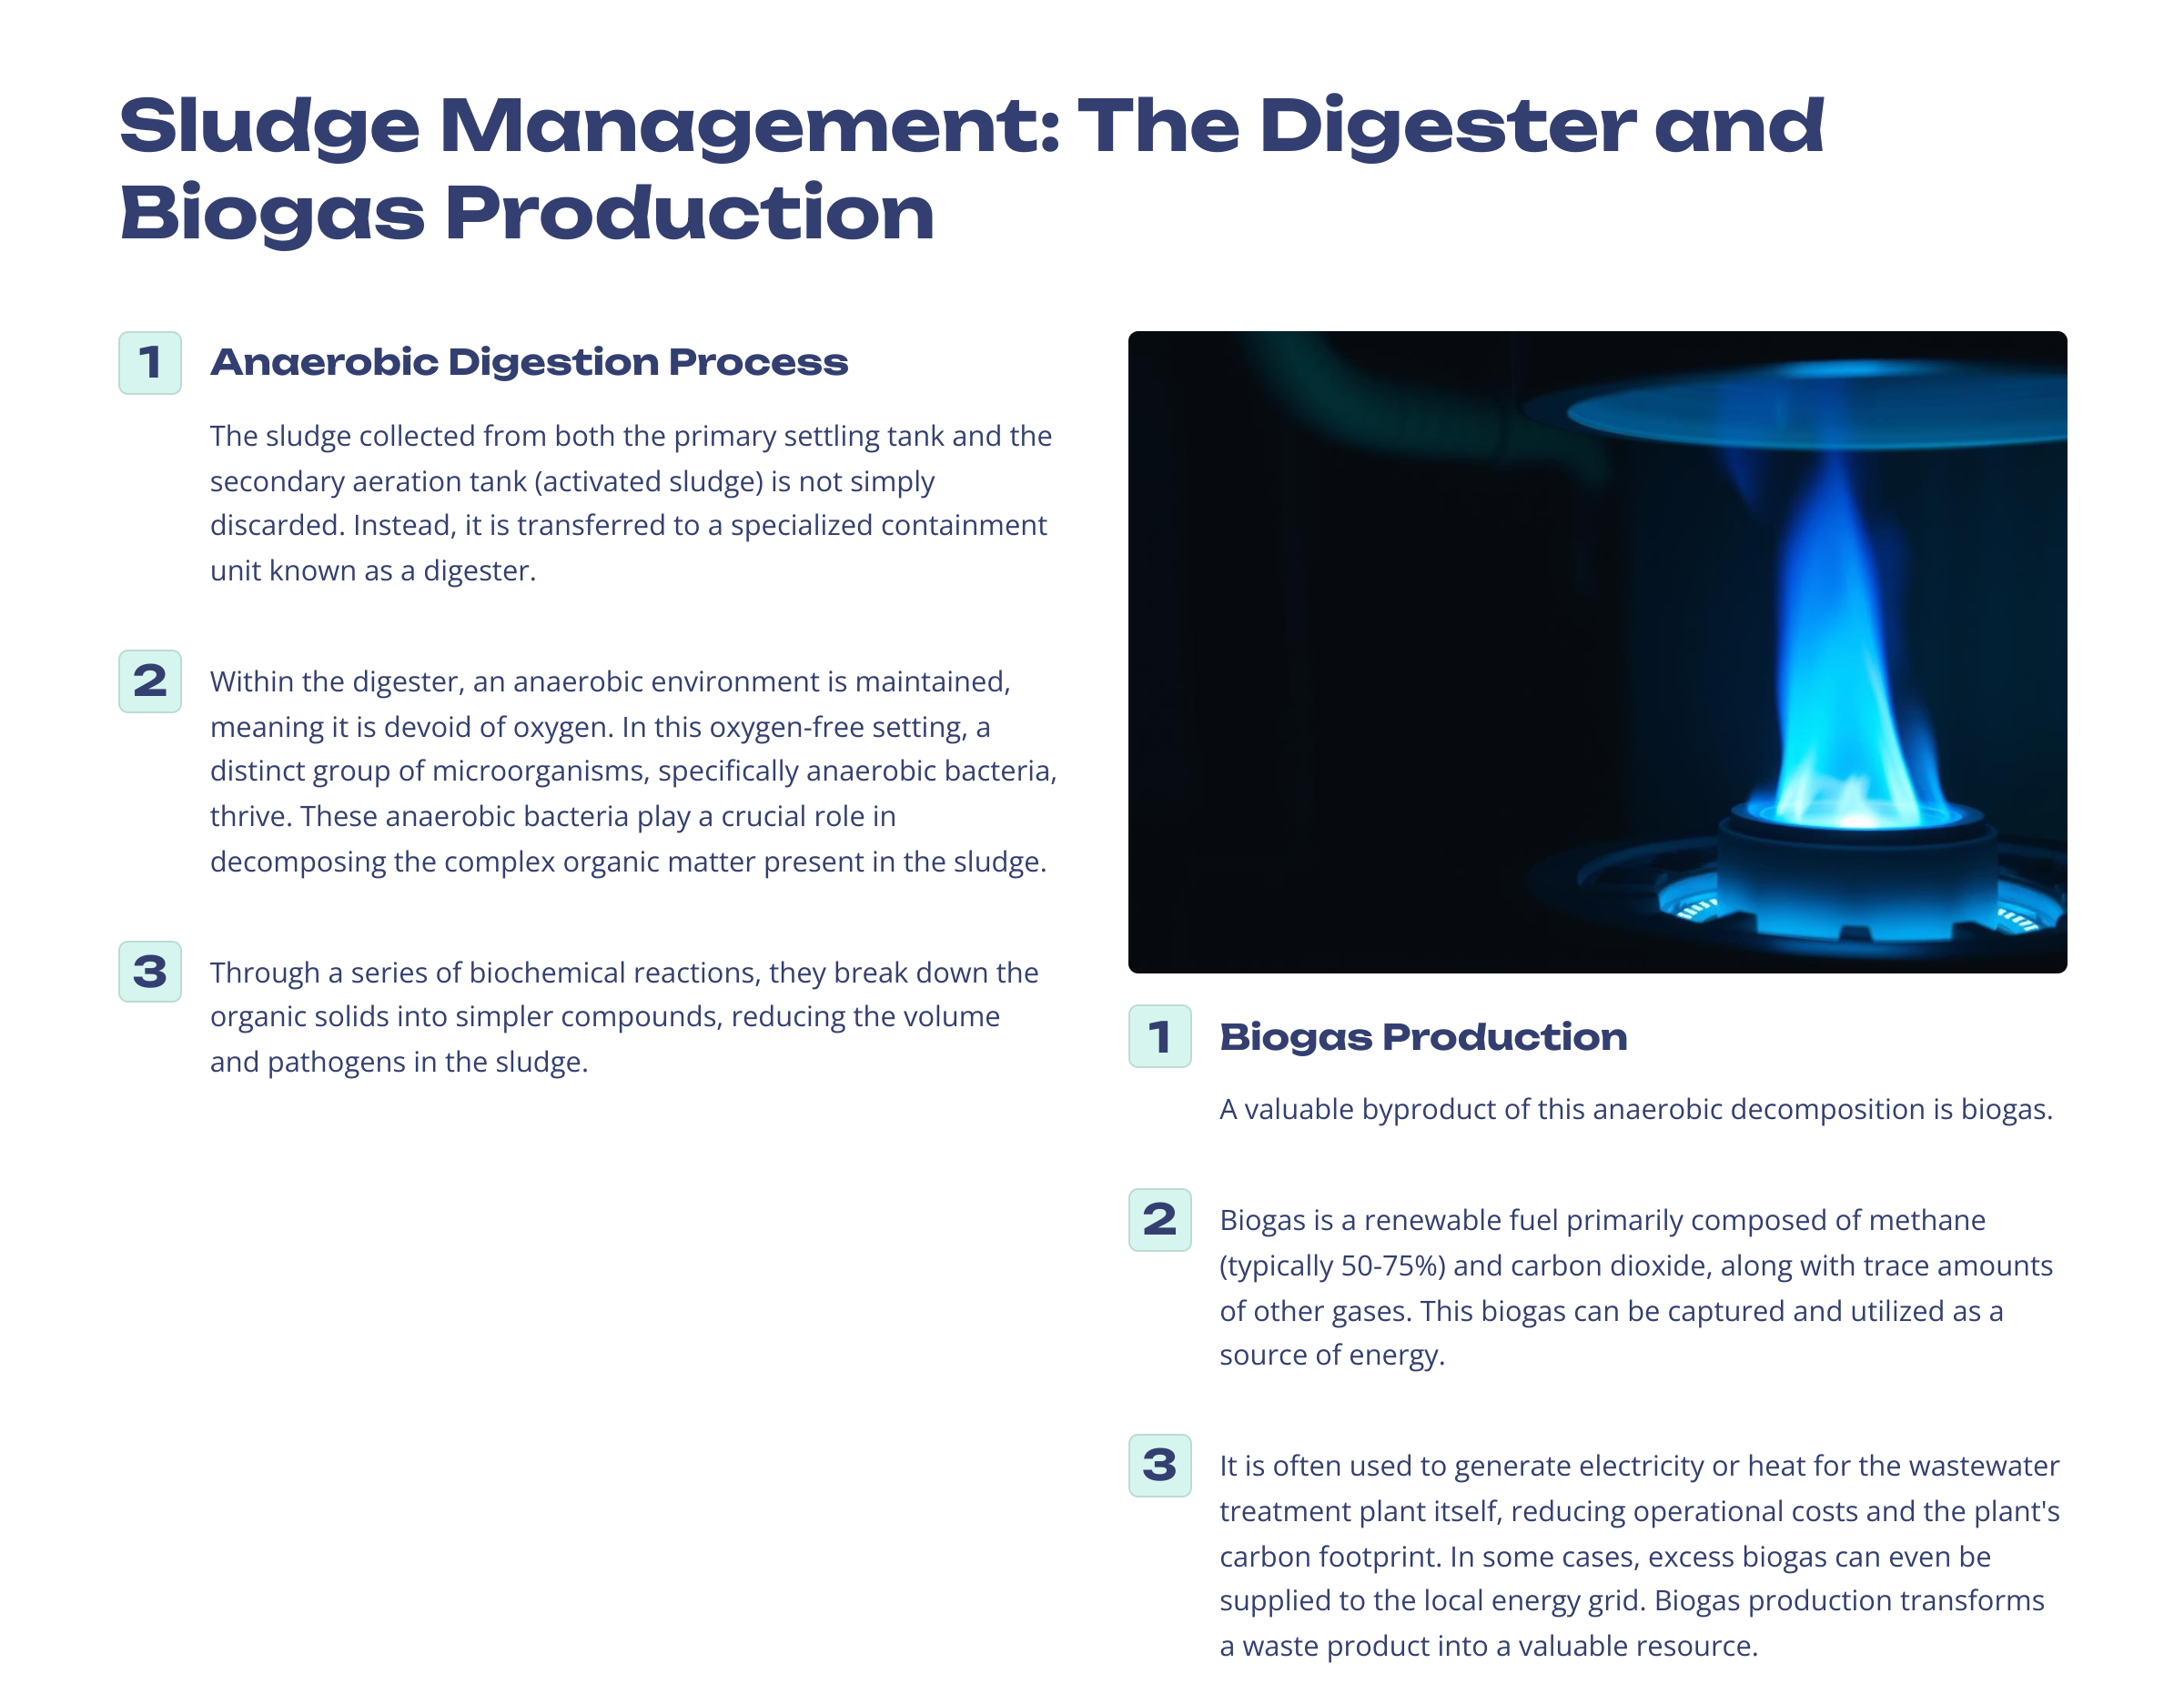 Sludge Management: The Digester and
Biogas Production
1
Anaerobic Digestion Process
The sludge collected from both the primary settling tank and the
secondary aeration tank (activated sludge) is not simply
discarded. Instead, it is transferred to a specialized containment
unit known as a digester.
2
Within the digester, an anaerobic environment is maintained,
meaning it is devoid of oxygen. In this oxygen-free setting, a
distinct group of microorganisms, specifically anaerobic bacteria,
thrive. These anaerobic bacteria play a crucial role in
decomposing the complex organic matter present in the sludge.
3
Through a series of biochemical reactions, they break down the
organic solids into simpler compounds, reducing the volume
and pathogens in the sludge.
1
Biogas Production
A valuable byproduct of this anaerobic decomposition is biogas.
2
Biogas is a renewable fuel primarily composed of methane
(typically 50-75%) and carbon dioxide, along with trace amounts
of other gases. This biogas can be captured and utilized as a
source of energy.
3
It is often used to generate electricity or heat for the wastewater
treatment plant itself, reducing operational costs and the plant's
carbon footprint. In some cases, excess biogas can even be
supplied to the local energy grid. Biogas production transforms
a waste product into a valuable resource.